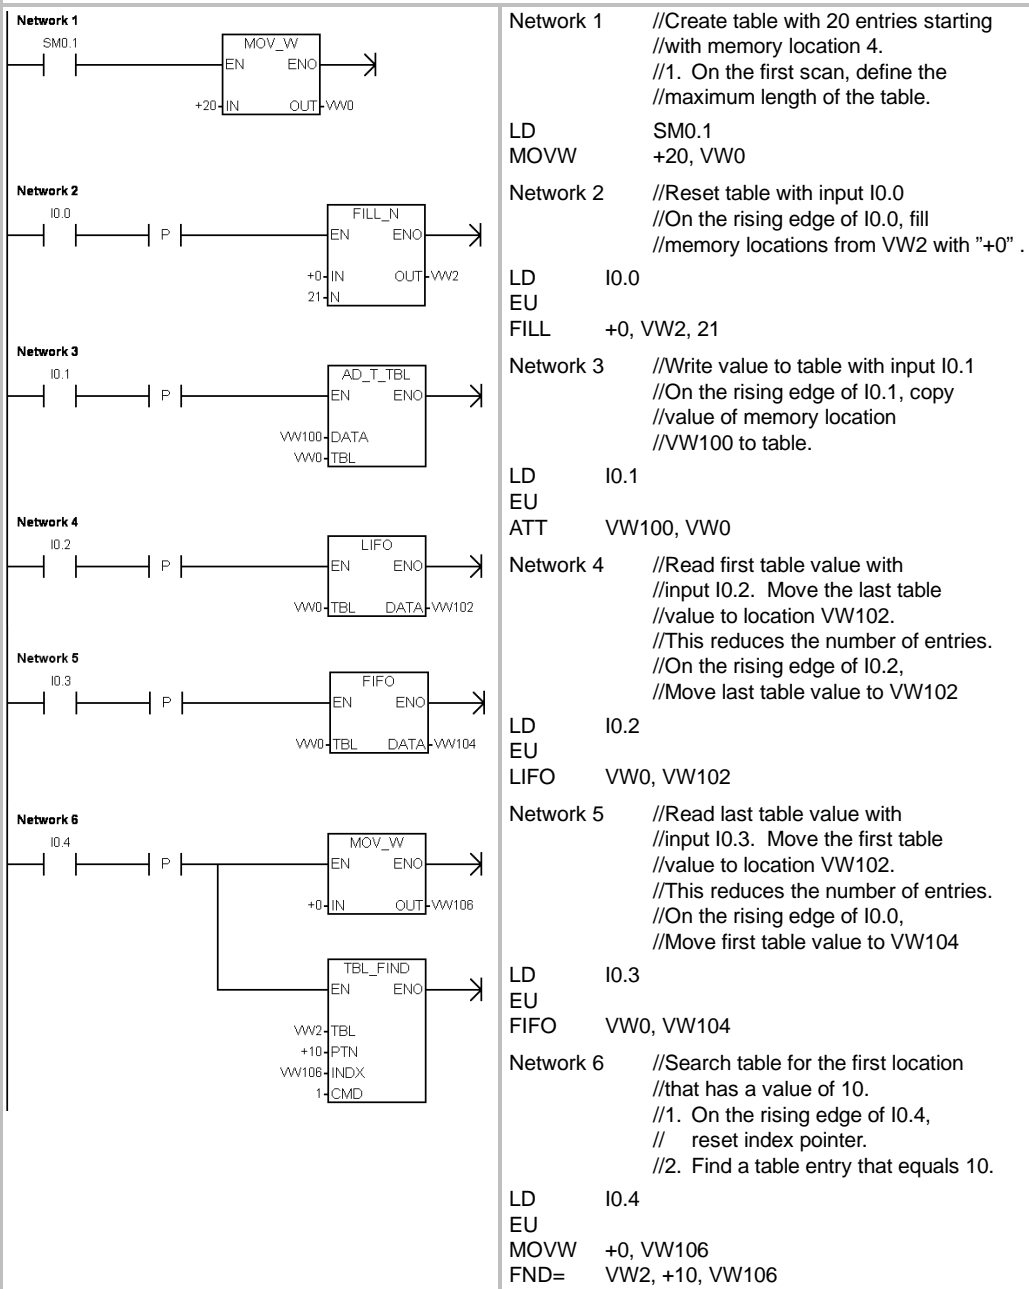 Network 1
SM0.1
MOV_W
EN ENO
+20 IN OUT VW0
Network 2
I0.0
P
FILL_N
EN ENO
+0 IN OUT VW2
21 N
Network 3
I0.1
P
AD_T_TBL
EN ENO
VW100 DATA
VW0 TBL
Network 4
I0.2
P
LIFO
EN ENO
VW0 TBL DATA VW102
Network 5
I0.3
P
FIFO
EN ENO
VW0 TBL DATA VW104
Network 6
I0.4
P
MOV_W
EN ENO
+0 IN OUT VW106
TBL_FIND
EN ENO
VW2 TBL
+10 PTN
VW106 INDX
1 CMD
Network 1 //Create table with 20 entries starting
//with memory location 4.
//1. On the first scan, define the
//maximum length of the table.
LD SM0.1
MOVW +20, VW0
Network 2 //Reset table with input I0.0
//On the rising edge of I0.0, fill
//memory locations from VW2 with ”+0” .
LD I0.0
EU
FILL +0, VW2, 21
Network 3 //Write value to table with input I0.1
//On the rising edge of I0.1, copy
//value of memory location
//VW100 to table.
LD I0.1
EU
ATT VW100, VW0
Network 4 //Read first table value with
//input I0.2. Move the last table
//value to location VW102.
//This reduces the number of entries.
//On the rising edge of I0.2,
//Move last table value to VW102
LD I0.2
EU
LIFO VW0, VW102
Network 5 //Read last table value with
//input I0.3. Move the first table
//value to location VW102.
//This reduces the number of entries.
//On the rising edge of I0.0,
//Move first table value to VW104
LD I0.3
EU
FIFO VW0, VW104
Network 6 //Search table for the first location
//that has a value of 10.
//1. On the rising edge of I0.4,
// reset index pointer.
//2. Find a table entry that equals 10.
LD I0.4
EU
MOVW +0, VW106
FND= VW2, +10, VW106